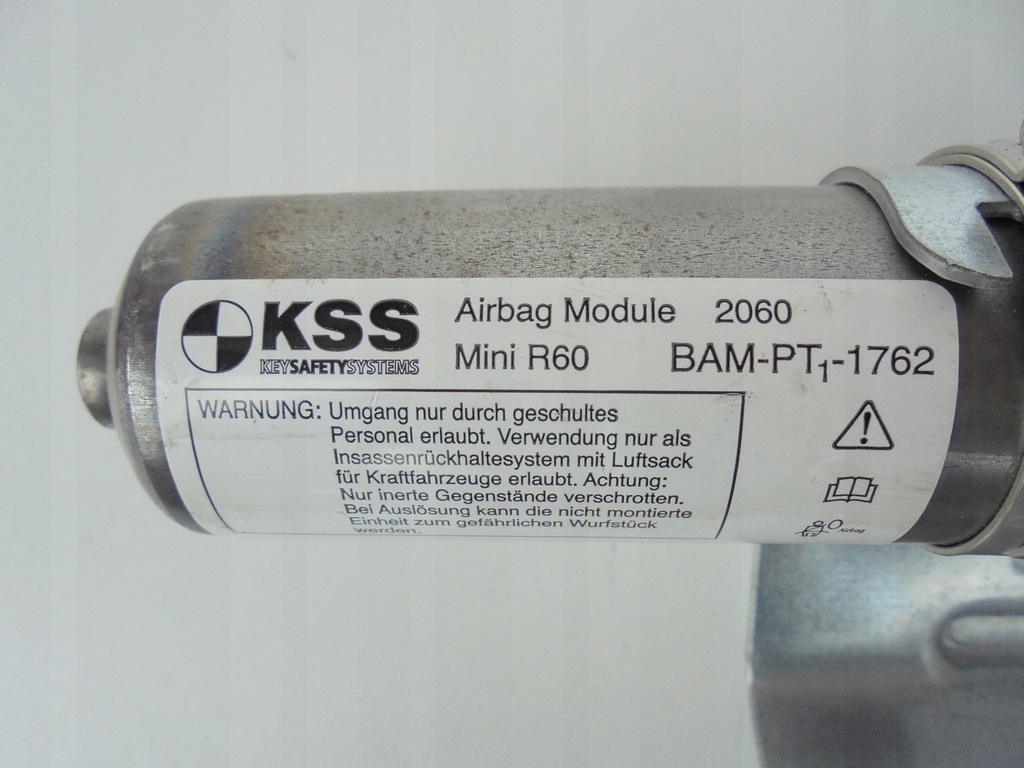 KSS
KEYSAFETYSYSTEMS
Airbag Module 2060
Mini R60 BAM-PT1-1762
WARNUNG: Umgang nur durch geschultes
Personal erlaubt. Verwendung nur als
Insassenrückhaltesystem mit Luftsack
für Kraftfahrzeuge erlaubt. Achtung:
Nur inerte Gegenstände verschrotten.
Bei Auslösung kann die nicht montierte
Einheit zum gefährlichen Wurfstück
werden.
Airbag